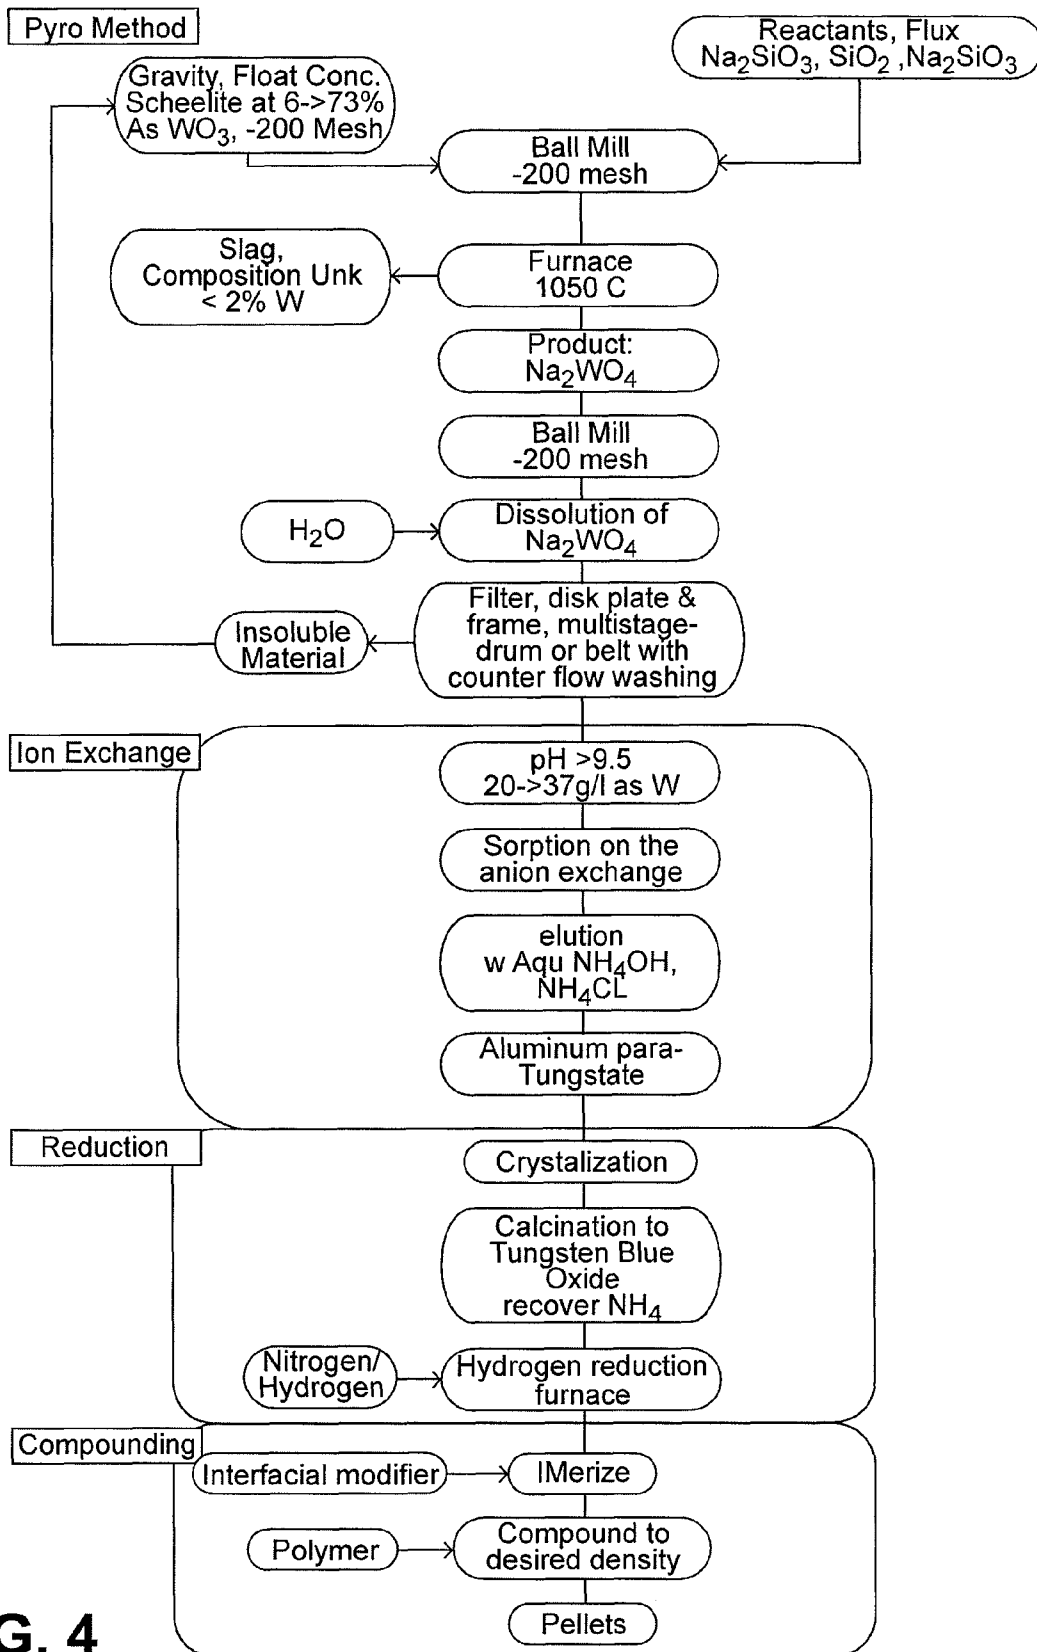 Pyro Method
Reactants, Flux
Na2SiO3, SiO2 ,Na2SiO3
Gravity, Float Conc.
Scheelite at 6->73%
As WO3, -200 Mesh
Ball Mill
-200 mesh
Slag,
Composition Unk
< 2% W
Furnace
1050 C
Product:
Na2WO4
Ball Mill
-200 mesh
H2O
Dissolution of
Na2WO4
Filter, disk plate &
frame, multistage-
drum or belt with
counter flow washing
Insoluble
Material
Ion Exchange
pH >9.5
20->37g/l as W
Sorption on the
anion exchange
elution
w Aqu NH4OH,
NH4CL
Aluminum para-
Tungstate
Reduction
Crystalization
Calcination to
Tungsten Blue
Oxide
recover NH4
Nitrogen/
Hydrogen
Hydrogen reduction
furnace
Compounding
Interfacial modifier
IMerize
Polymer
Compound to
desired density
Pellets
G. 4